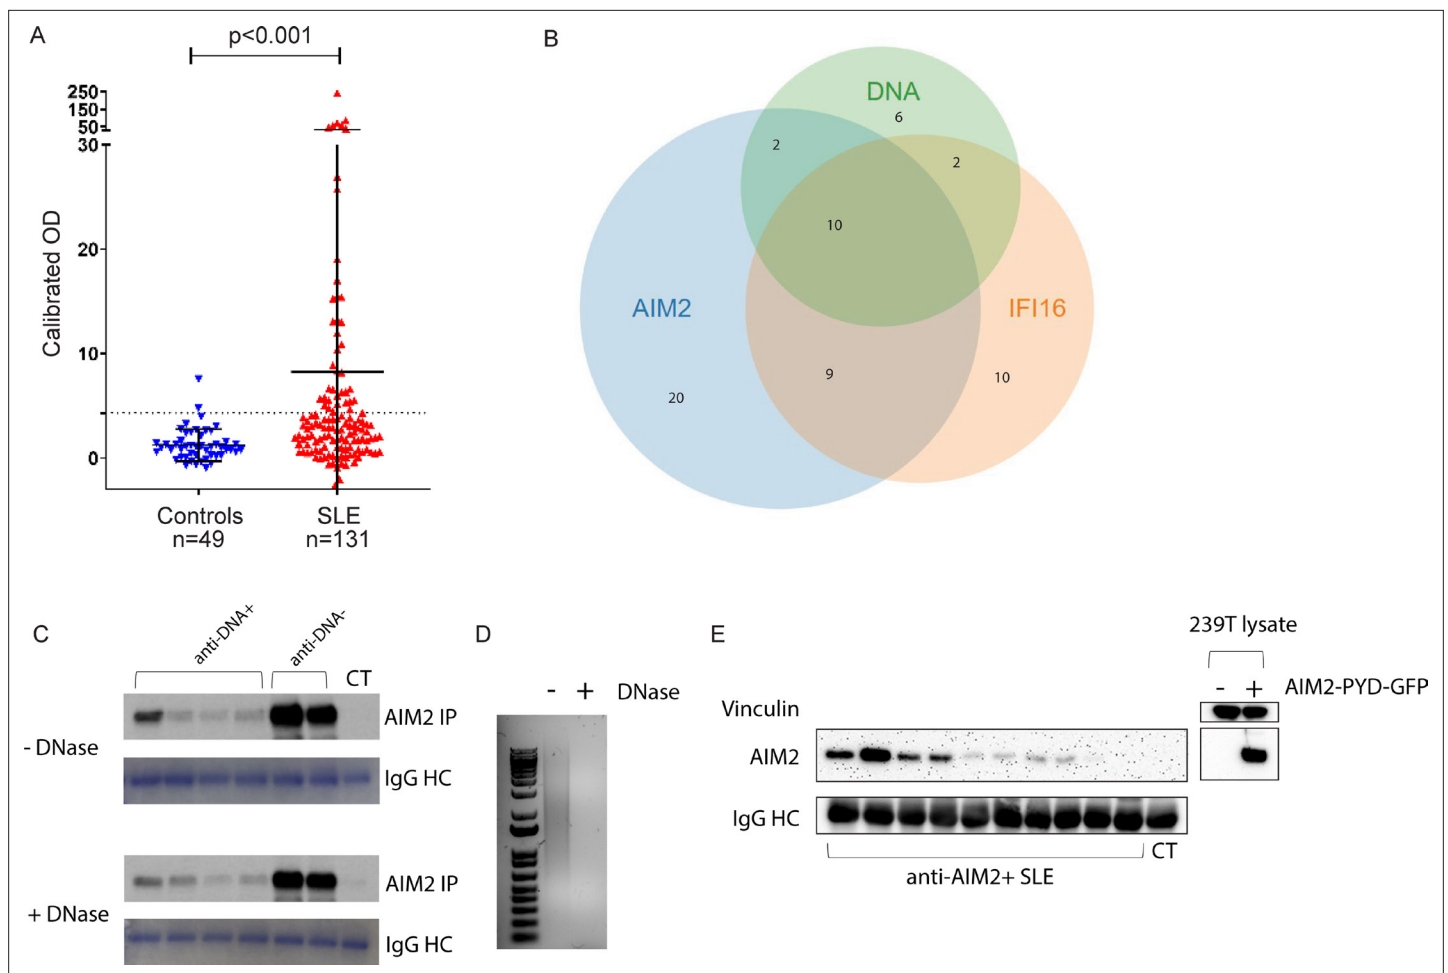 A
p<0.001
250
150
50
30
20
10
0
Calibrated OD
Controls
n=49
SLE
n=131
B
DNA
6
2
2
10
AIM2
IFI16
9
10
20
C
anti-DNA+
anti-DNA-
CT
- DNase
AIM2 IP
IgG HC
+ DNase
AIM2 IP
IgG HC
D
- + DNase
E
239T lysate
- + AIM2-PYD-GFP
Vinculin
AIM2
IgG HC
anti-AIM2+ SLE
CT